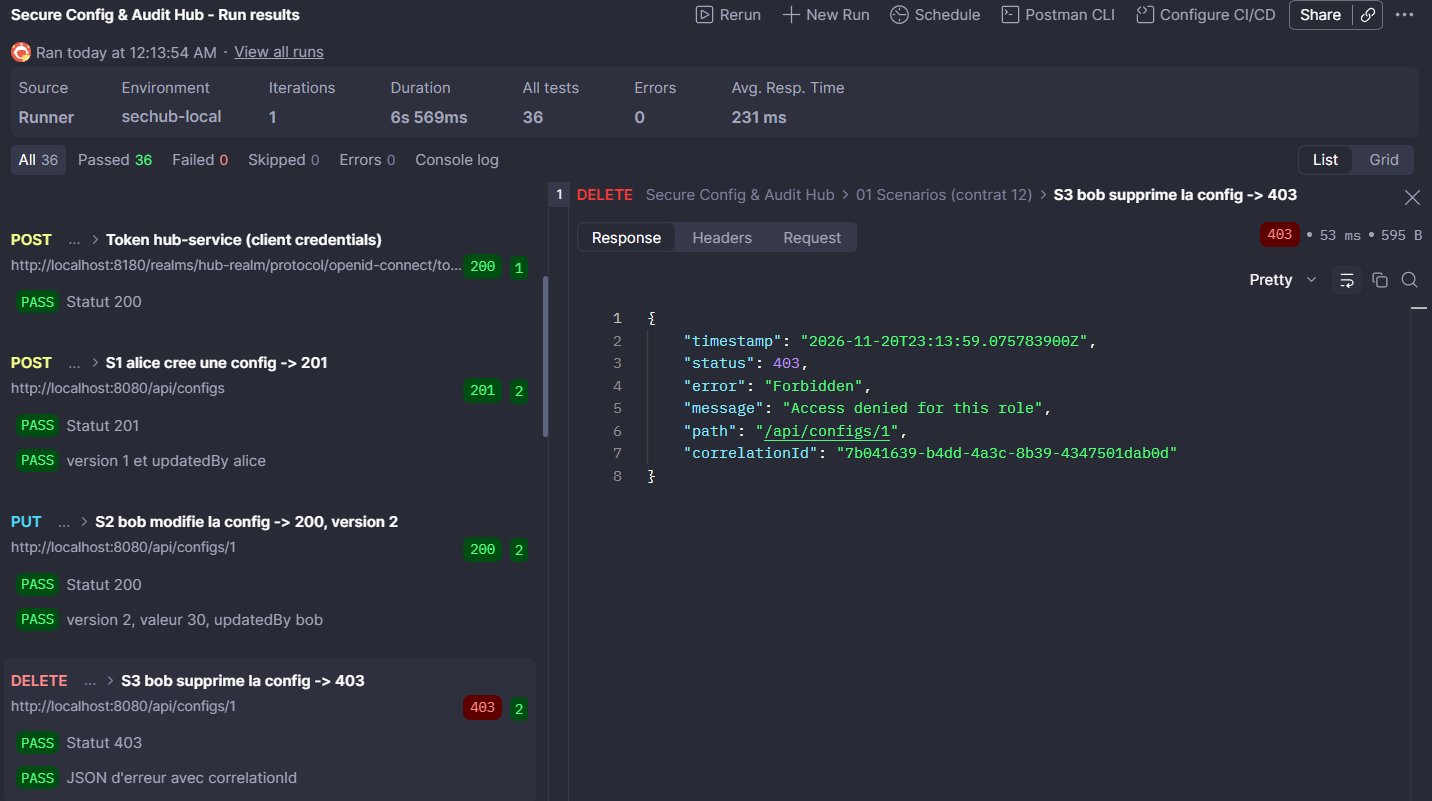 Secure Config & Audit Hub - Run results
Rerun New Run Schedule Postman CLI Configure CI/CD Share
Ran today at 12:13:54 AM · View all runs
Source Environment Iterations Duration All tests Errors Avg. Resp. Time
Runner sechub-local 1 6s 569ms 36 0 231 ms
All 36 Passed 36 Failed 0 Skipped 0 Errors 0 Console log
List Grid
POST ... > Token hub-service (client credentials)
http://localhost:8180/realms/hub-realm/protocol/openid-connect/to... 200 1
PASS Statut 200
POST ... > S1 alice cree une config -> 201
http://localhost:8080/api/configs 201 2
PASS Statut 201
PASS version 1 et updatedBy alice
PUT ... > S2 bob modifie la config -> 200, version 2
http://localhost:8080/api/configs/1 200 2
PASS Statut 200
PASS version 2, valeur 30, updatedBy bob
DELETE ... > S3 bob supprime la config -> 403
http://localhost:8080/api/configs/1 403 2
PASS Statut 403
PASS JSON d'erreur avec correlationId
1
DELETE Secure Config & Audit Hub > 01 Scenarios (contrat 12) > S3 bob supprime la config -> 403
Response Headers Request
403 • 53 ms • 595 B
Pretty
1 {
2 "timestamp": "2026-11-20T23:13:59.075783900Z",
3 "status": 403,
4 "error": "Forbidden",
5 "message": "Access denied for this role",
6 "path": "/api/configs/1",
7 "correlationId": "7b041639-b4dd-4a3c-8b39-4347501dab0d"
8 }